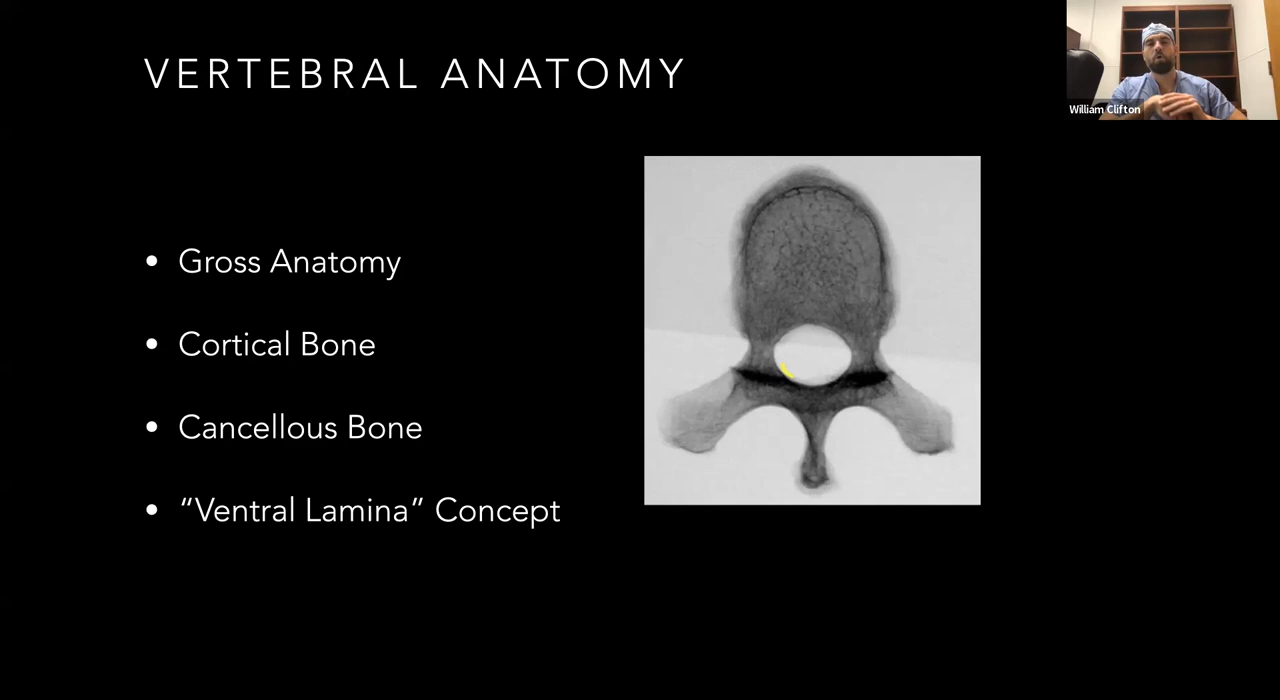 VERTEBRAL ANATOMY
William Clifton
• Gross Anatomy
• Cortical Bone
• Cancellous Bone
• “Ventral Lamina” Concept